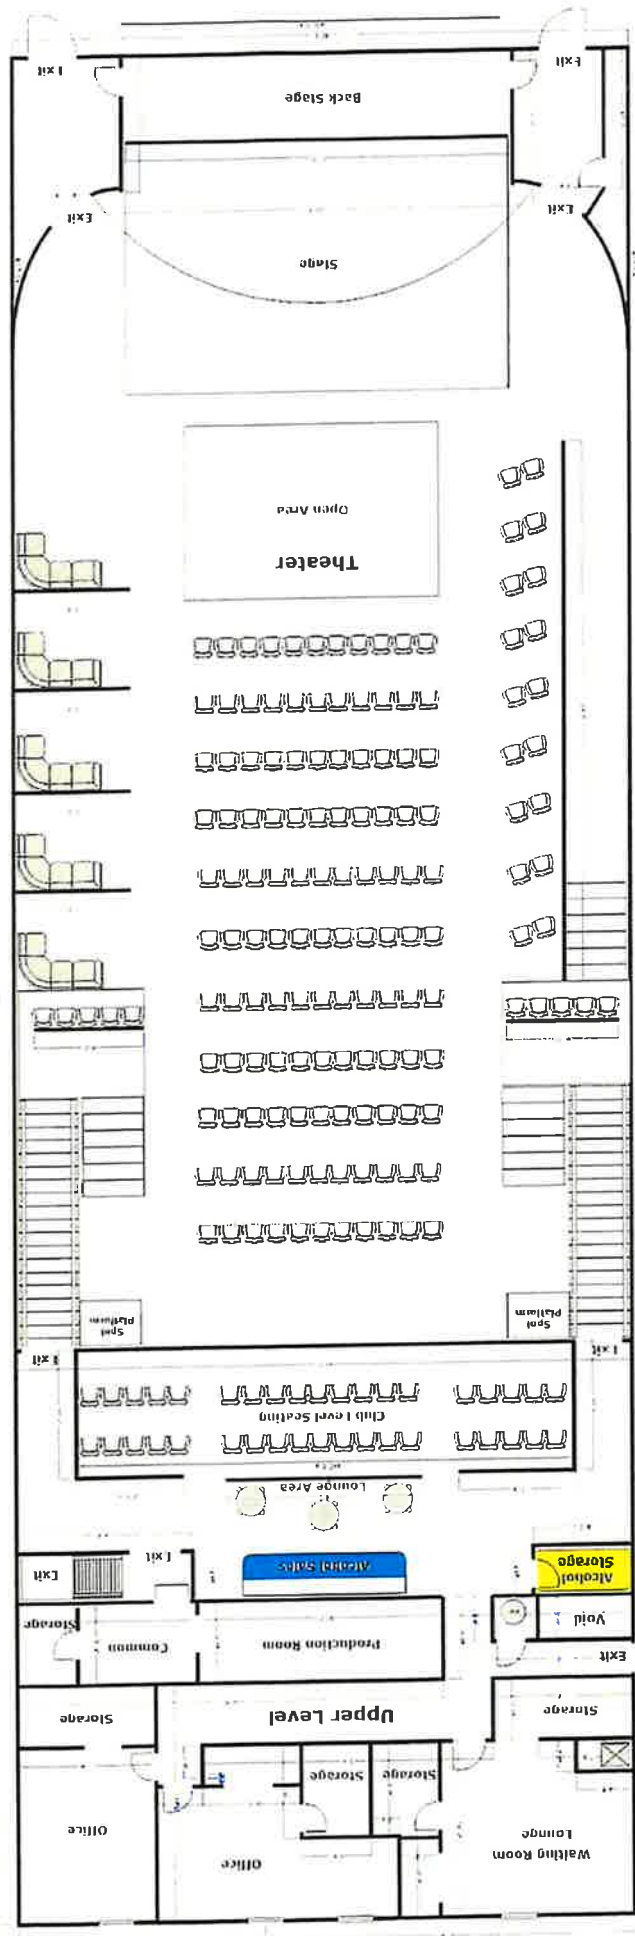 Waiting Room
Lounge
Office
Office
Storage
Storage
Storage
Upper Level
Storage
Exit
Production Room
Common
Storage
Void
Alcohol
Storage
Alcohol Sales
Exit
Exit
Lounge Area
Club Level Seating
Exit
Exit
Spot
Platform
Spot
Platform
Theater
Open Area
Stage
Exit
Exit
Back Stage
Exit
Exit